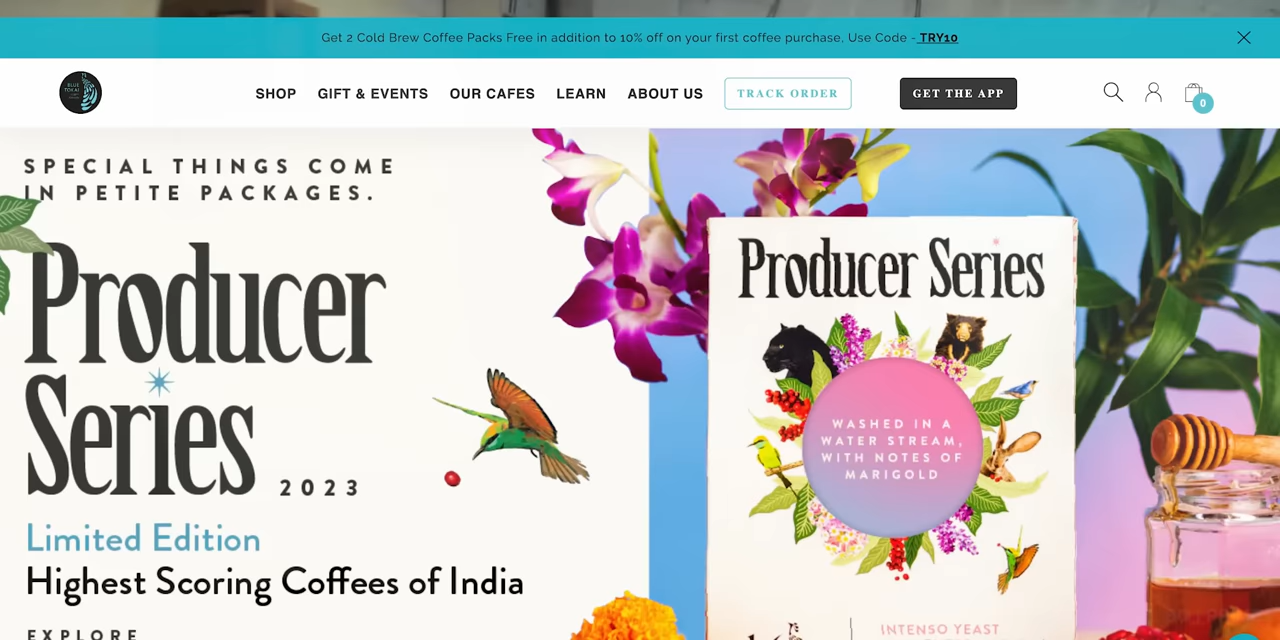 Get 2 Cold Brew Coffee Packs Free in addition to 10% off on your first coffee purchase, Use Code - TRY10
BLUE TOKAI
SHOP GIFT & EVENTS OUR CAFES LEARN ABOUT US TRACK ORDER GET THE APP 0
SPECIAL THINGS COME
IN PETITE PACKAGES.
Producer
Series 2023
Limited Edition
Highest Scoring Coffees of India
EXPLORE
Producer Series
WASHED IN A
WATER STREAM,
WITH NOTES OF
MARIGOLD
INTENSO YEAST